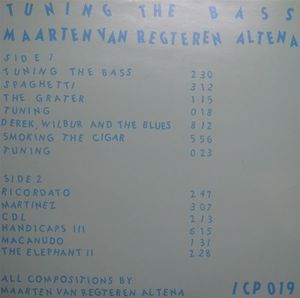 TUNING THE BASS
MAARTEN VAN REGTEREN ALTENA
SIDE 1
TUNING THE BASS 2 30
SPAGHETTI 3 12
THE GRATER 1 15
TUNING 0 18
DEREK, WILBUR AND THE BLUES 8 12
SMOKING THE CIGAR 5 56
TUNING 0 23
SIDE 2
RICORDATO 2 47
MARTINEZ 3 07
CDL 2 13
HANDICAPS III 6 15
MACANUDO 1 31
THE ELEPHANT II 2 28
ALL COMPOSITIONS BY
MAARTEN VAN REGTEREN ALTENA
ICP 019